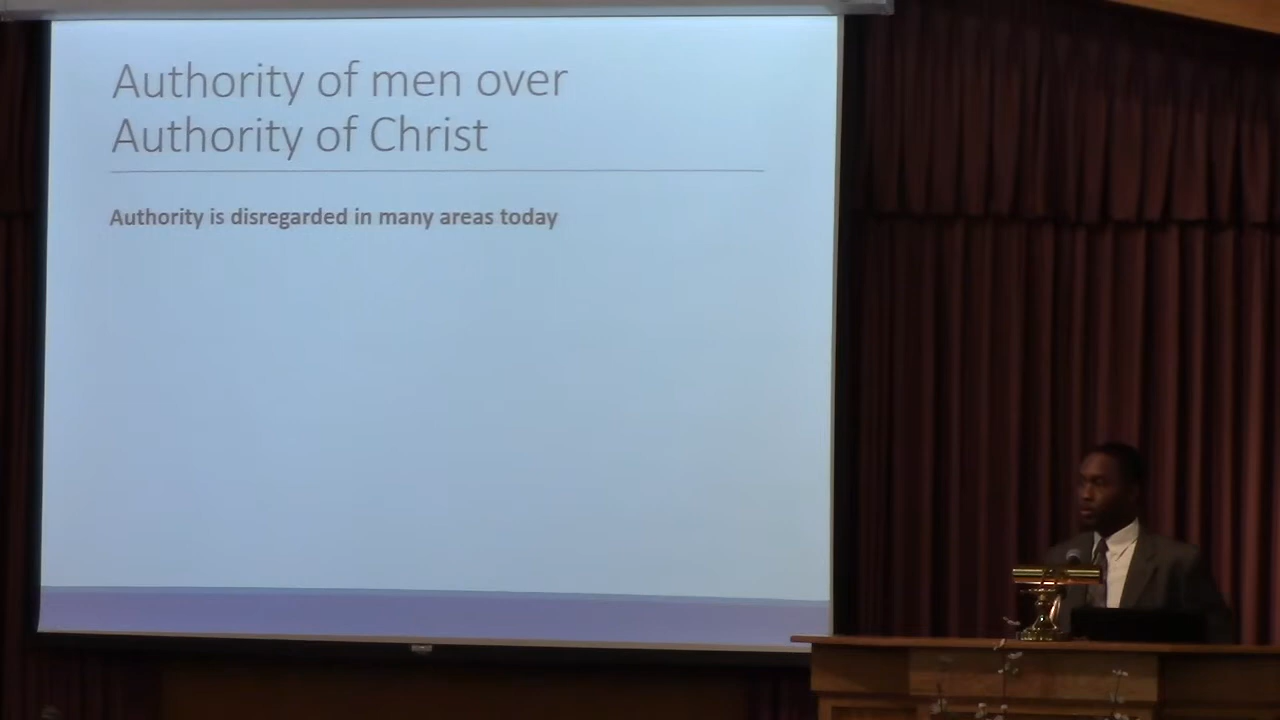 Authority of men over
Authority of Christ
Authority is disregarded in many areas today